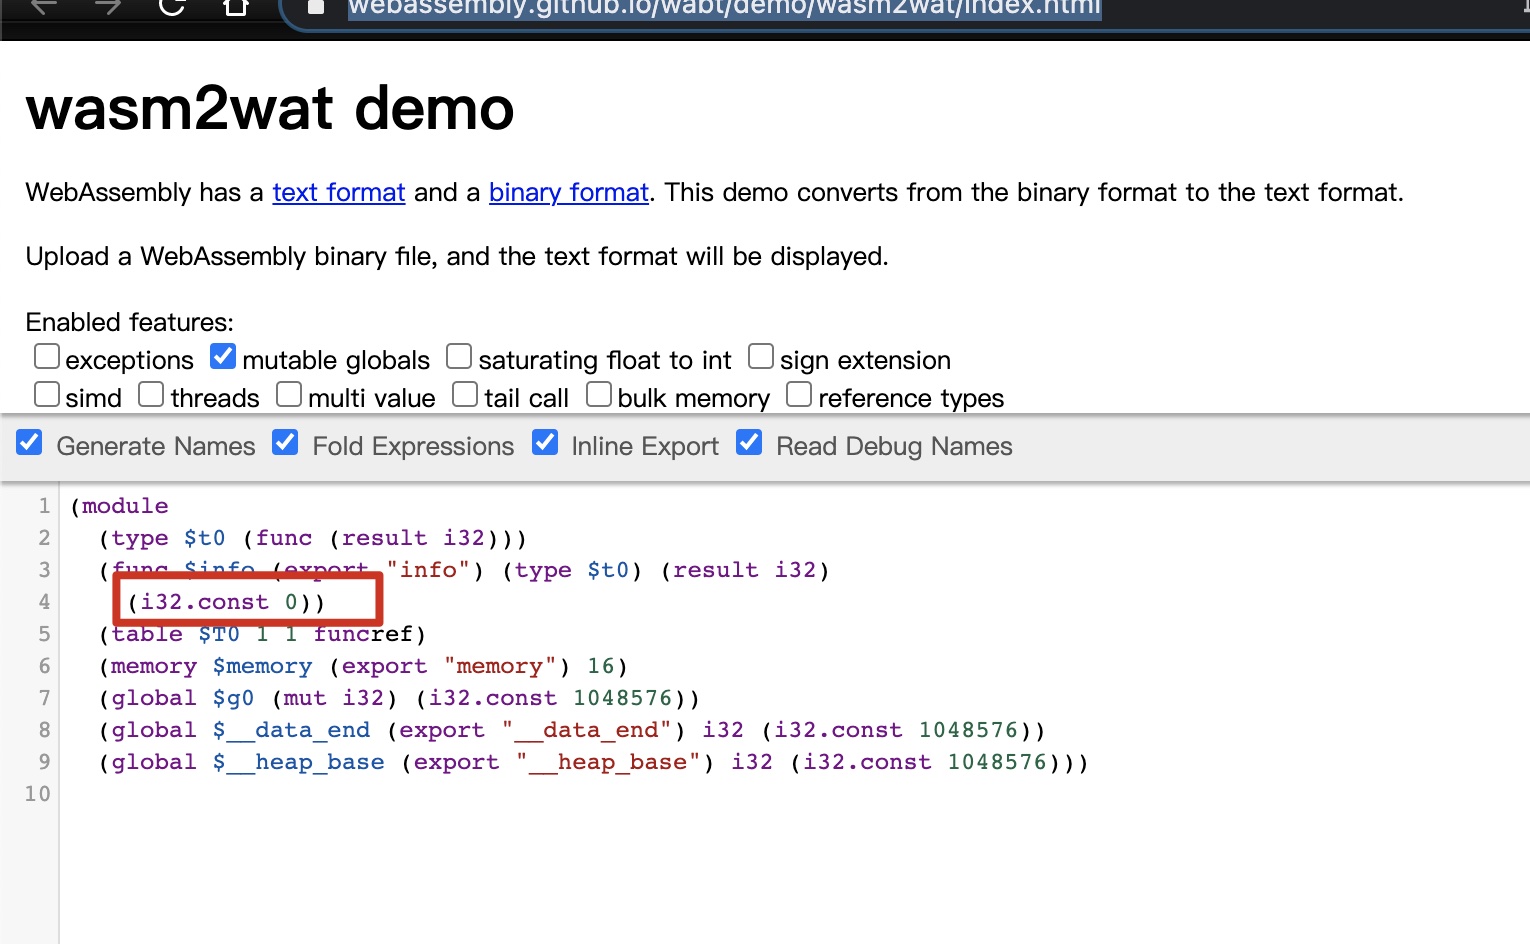 webassembly.github.io/wabt/demo/wasm2wat/index.html
wasm2wat demo
WebAssembly has a text format and a binary format. This demo converts from the binary format to the text format.
Upload a WebAssembly binary file, and the text format will be displayed.
Enabled features:
exceptions mutable globals saturating float to int sign extension
simd threads multi value tail call bulk memory reference types
Generate Names Fold Expressions Inline Export Read Debug Names
1 (module
2 (type $t0 (func (result i32)))
3 (func $info (export "info") (type $t0) (result i32)
4 (i32.const 0))
5 (table $T0 1 1 funcref)
6 (memory $memory (export "memory") 16)
7 (global $g0 (mut i32) (i32.const 1048576))
8 (global $__data_end (export "__data_end") i32 (i32.const 1048576))
9 (global $__heap_base (export "__heap_base") i32 (i32.const 1048576)))
10